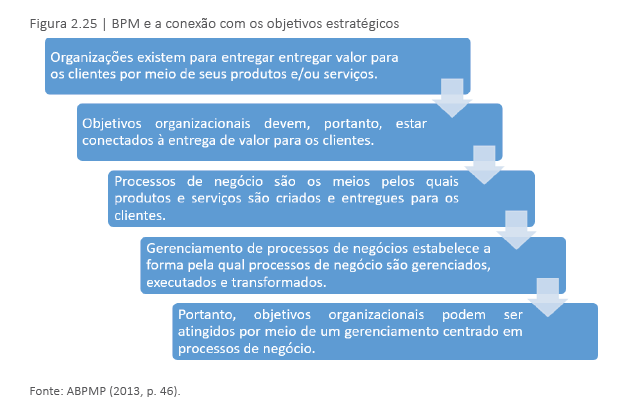 Figura 2.25 | BPM e a conexão com os objetivos estratégicos
Organizações existem para entregar entregar valor para
os clientes por meio de seus produtos e/ou serviços.
Objetivos organizacionais devem, portanto, estar
conectados à entrega de valor para os clientes.
Processos de negócio são os meios pelos quais
produtos e serviços são criados e entregues para os
clientes.
Gerenciamento de processos de negócios estabelece a
forma pela qual processos de negócio são gerenciados,
executados e transformados.
Portanto, objetivos organizacionais podem ser
atingidos por meio de um gerenciamento centrado em
processos de negócio.
Fonte: ABPMP (2013, p. 46).